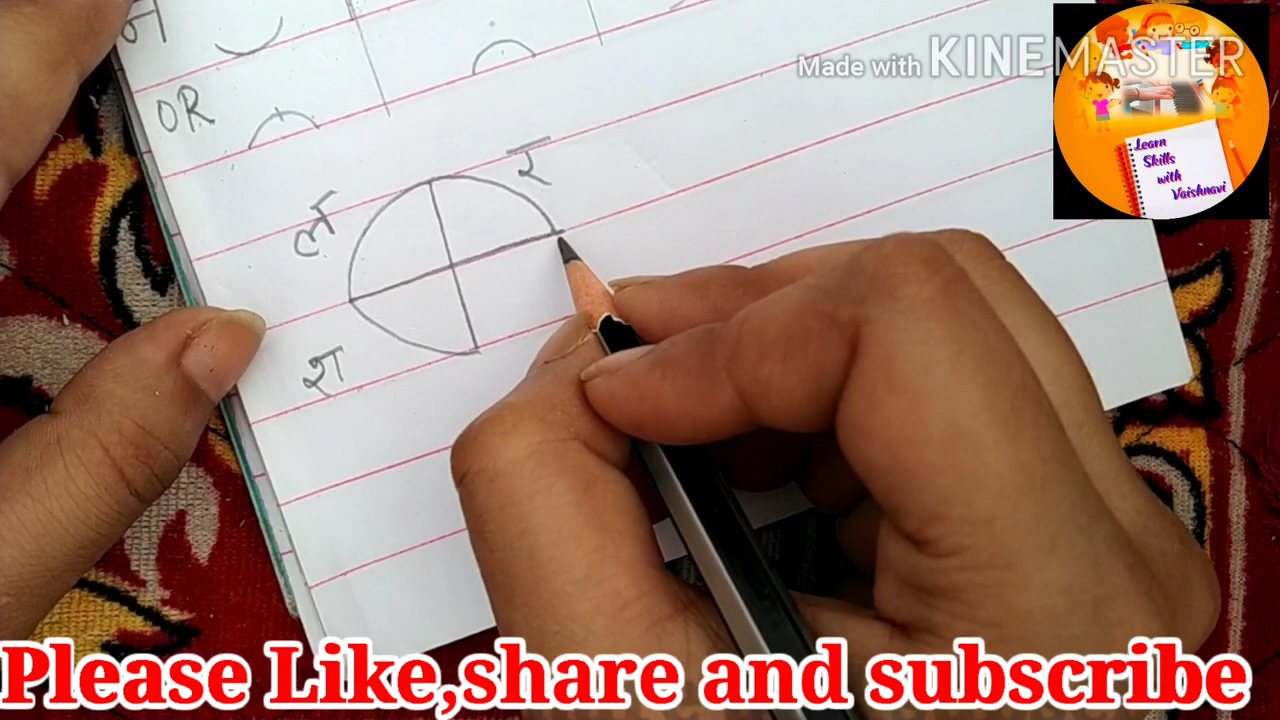 Made with KINEMASTER
Learn
Skills
with
Vaishnavi
OR
र
ल
श
Please Like,share and subscribe